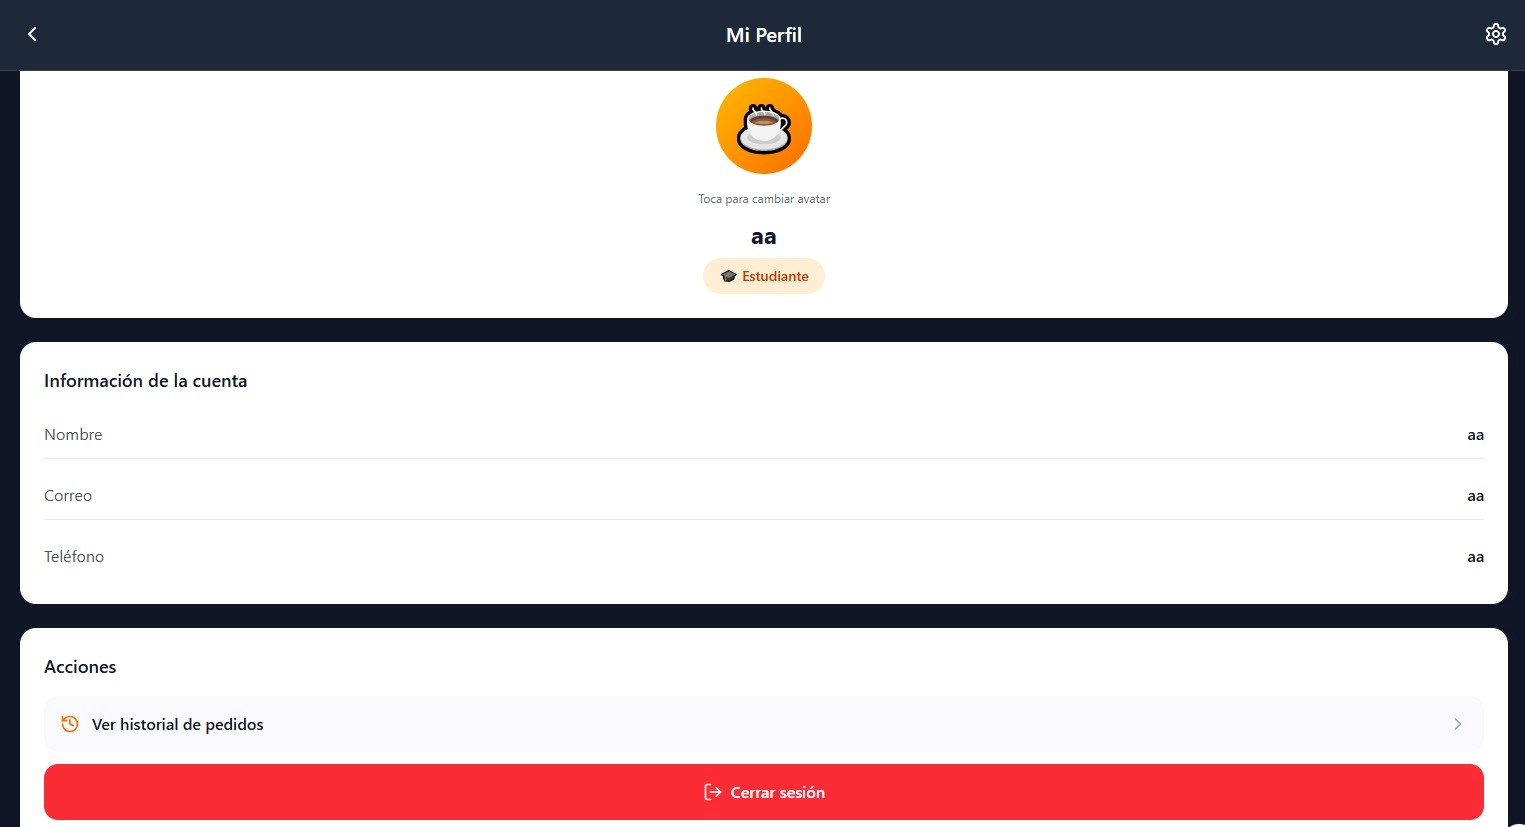 Mi Perfil
Toca para cambiar avatar
aa
Estudiante
Información de la cuenta
Nombre aa
Correo aa
Teléfono aa
Acciones
Ver historial de pedidos
Cerrar sesión